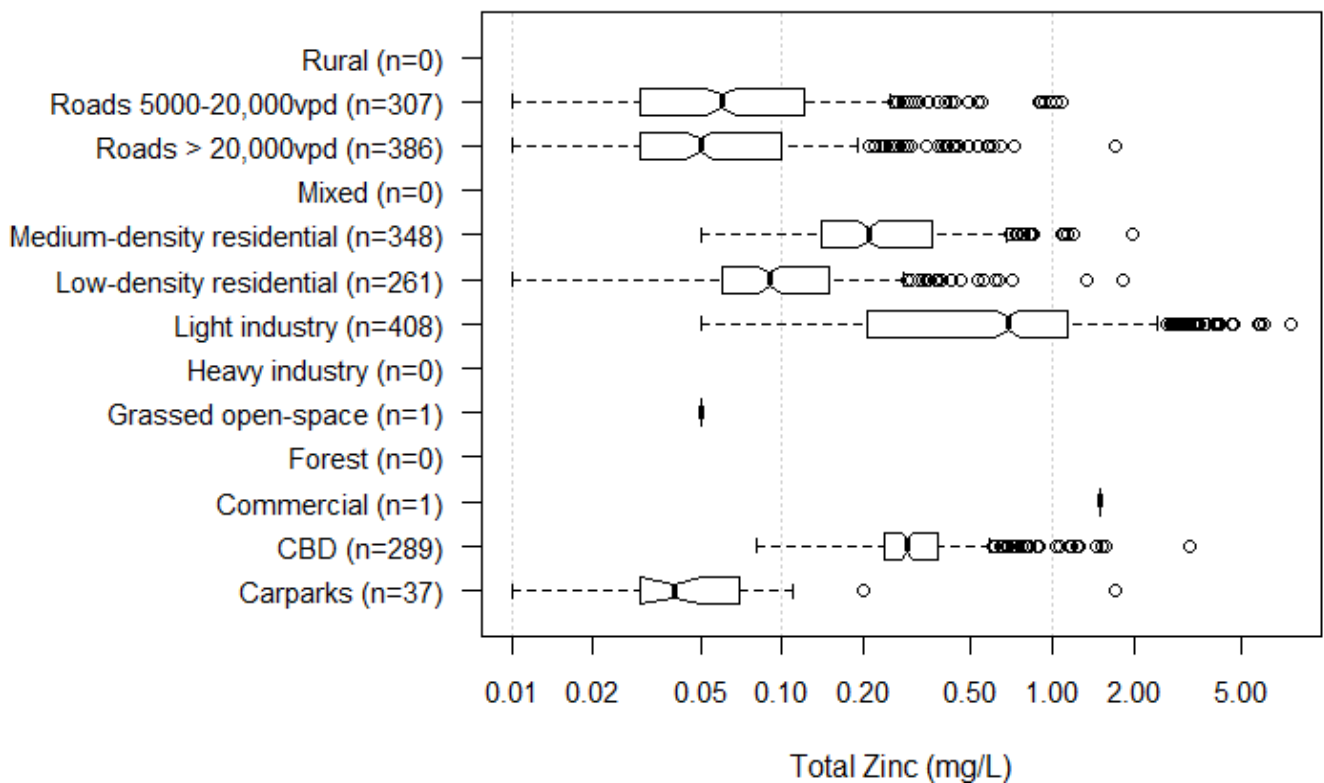 Rural (n=0)
Roads 5000-20,000vpd (n=307)
Roads > 20,000vpd (n=386)
Mixed (n=0)
Medium-density residential (n=348)
Low-density residential (n=261)
Light industry (n=408)
Heavy industry (n=0)
Grassed open-space (n=1)
Forest (n=0)
Commercial (n=1)
CBD (n=289)
Carparks (n=37)
0.01 0.02 0.05 0.10 0.20 0.50 1.00 2.00 5.00
Total Zinc (mg/L)